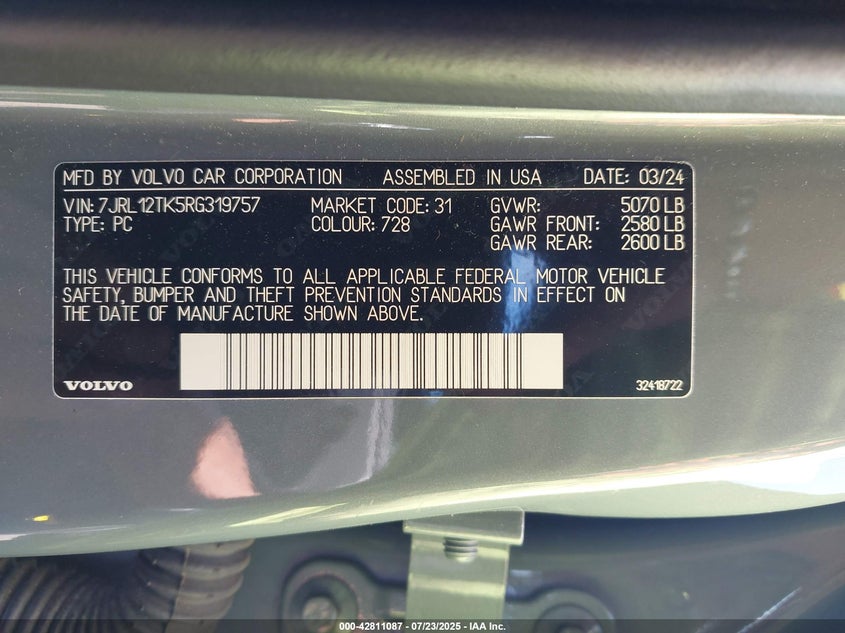 MFD BY VOLVO CAR CORPORATION ASSEMBLED IN USA DATE: 03/24
VIN: 7JRL12TK5RG319757 MARKET CODE: 31 GVWR: 5070 LB
TYPE: PC COLOUR: 728 GAWR FRONT: 2580 LB
GAWR REAR: 2600 LB
THIS VEHICLE CONFORMS TO ALL APPLICABLE FEDERAL MOTOR VEHICLE
SAFETY, BUMPER AND THEFT PREVENTION STANDARDS IN EFFECT ON
THE DATE OF MANUFACTURE SHOWN ABOVE.
VOLVO 32418722
000-42811087 - 07/23/2025 - IAA Inc.